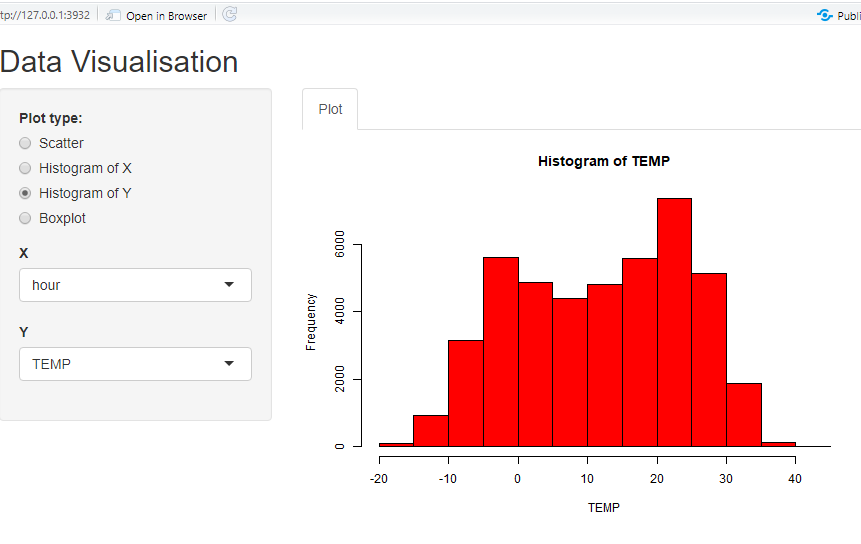 tp://127.0.0.1:3932 Open in Browser Publi
Data Visualisation
Plot type:
Scatter
Histogram of X
Histogram of Y
Boxplot
X
hour
Y
TEMP
Plot
Histogram of TEMP
Frequency
6000
4000
2000
0
-20 -10 0 10 20 30 40
TEMP